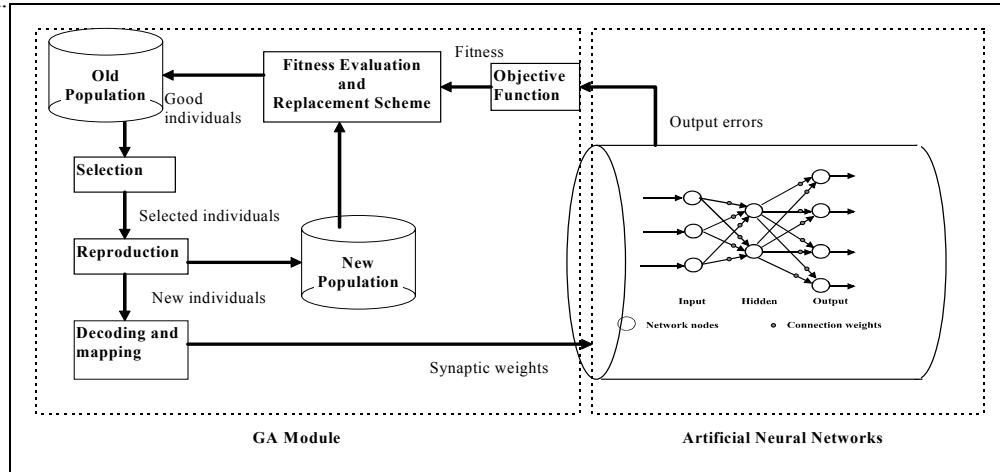 Fitness
Old
Population
Fitness Evaluation
and
Replacement Scheme
Objective
Function
Good
individuals
Output errors
Selection
Selected individuals
Reproduction
New
Population
New individuals
Input Hidden Output
Network nodes Connection weights
Decoding and
mapping
Synaptic weights
GA Module Artificial Neural Networks